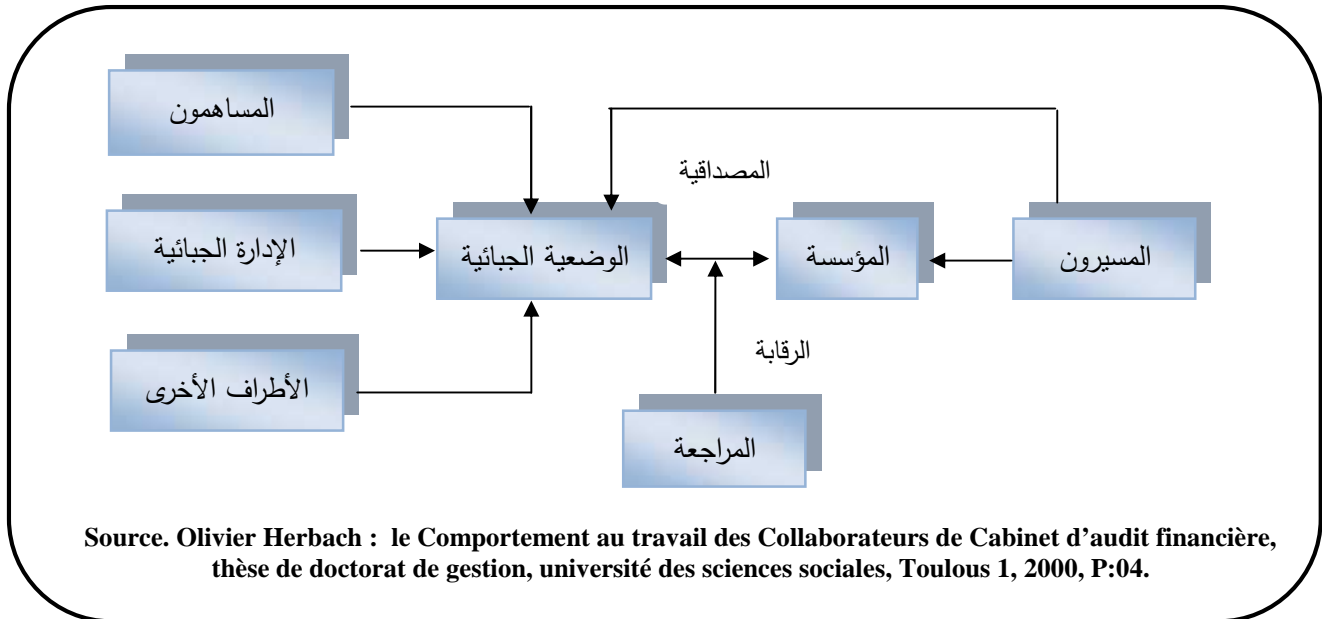 المساهمون
المصداقية
الإدارة الجبائية
الوضعية الجبائية
المؤسسة
المسيرون
الرقابة
الأطراف الأخرى
المراجعة
Source. Olivier Herbach : le Comportement au travail des Collaborateurs de Cabinet d’audit financière,
thèse de doctorat de gestion, université des sciences sociales, Toulous 1, 2000, P:04.